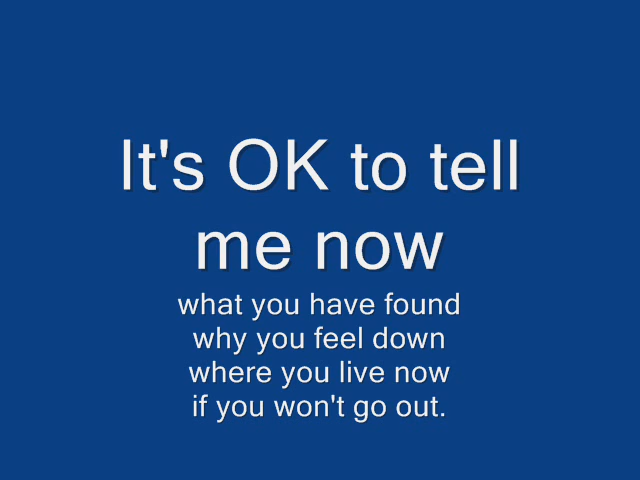 It's OK to tell
me now
what you have found
why you feel down
where you live now
if you won't go out.